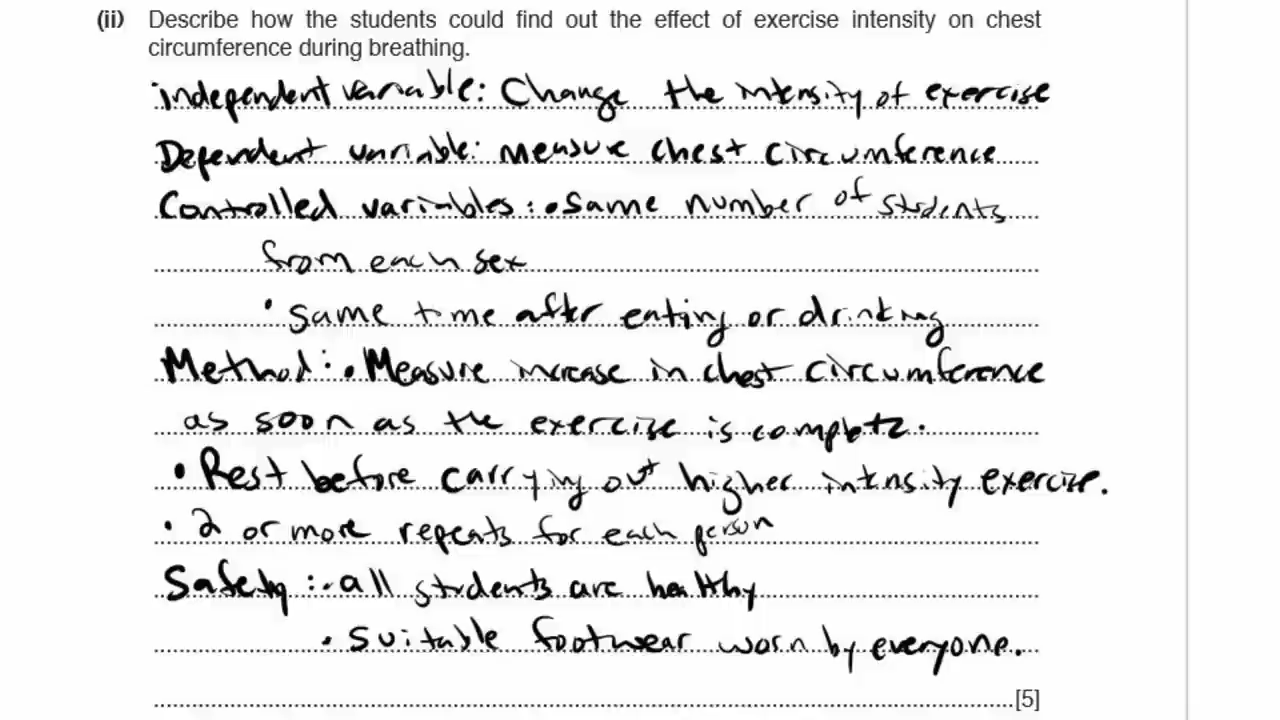 (ii) Describe how the students could find out the effect of exercise intensity on chest
circumference during breathing.
independent variable: Change the intensity of exercise
Dependent variable: measure chest circumference
Controlled variables: • same number of students
from each sex
• same time after eating or drinking
Method: • Measure increase in chest circumference
as soon as the exercise is complete.
• Rest before carrying out higher intensity exercise.
• 2 or more repeats for each person
Safety: • all students are healthy
• suitable footwear worn by everyone.
[5]